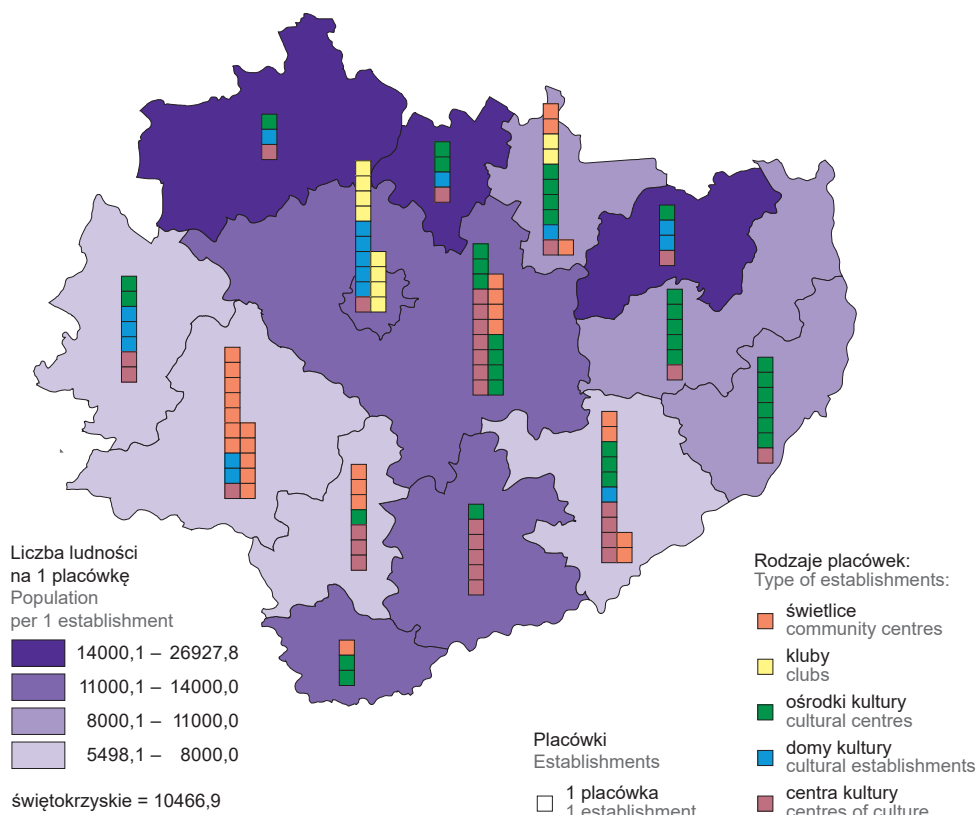 Liczba ludności
na 1 placówkę
Population
per 1 establishment
14000,1 – 26927,8
11000,1 – 14000,0
8000,1 – 11000,0
5498,1 – 8000,0
świętokrzyskie = 10466,9
Placówki
Establishments
1 placówka
1 establishment
Rodzaje placówek:
Type of establishments:
świetlice
community centres
kluby
clubs
ośrodki kultury
cultural centres
domy kultury
cultural establishments
centra kultury
centres of culture